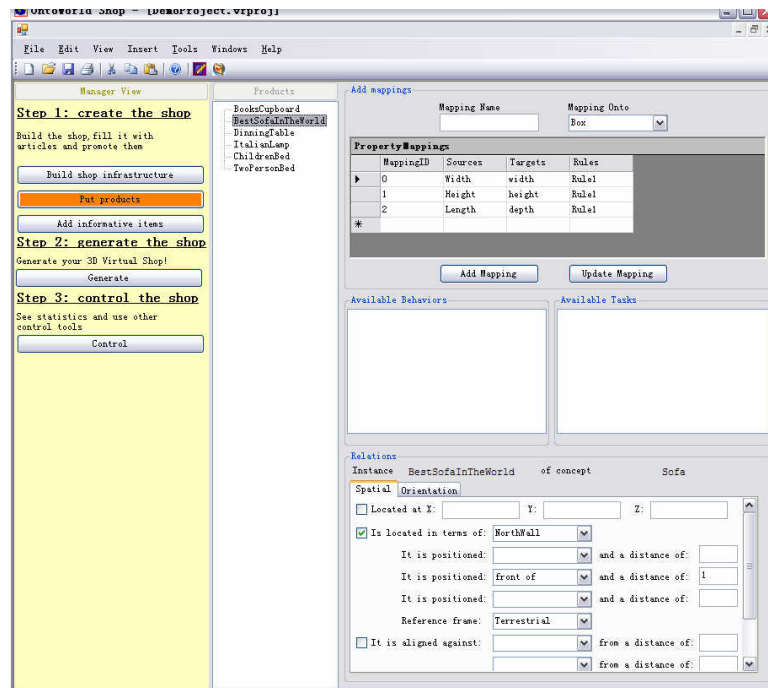 OntoWorld Shop - [DemoProject.vrproj]
File Edit View Insert Tools Windows Help
Manager View
Step 1: create the shop
Build the shop, fill it with
articles and promote them
Build shop infrastructure
Put products
Add informative items
Step 2: generate the shop
Generate your 3D Virtual Shop!
Generate
Step 3: control the shop
See statistics and use other
control tools
Control
Products
BooksCupboard
BestSofaInTheWorld
DinningTable
ItalianLamp
ChildrenBed
TwoPersonBed
Add mappings
Mapping Name Mapping Onto
Box
PropertyMappings
MappingID Sources Targets Rules
0 Width width Rule1
1 Height height Rule1
2 Length depth Rule1
Add Mapping Update Mapping
Available Behaviors Available Tasks
Relations
Instance BestSofaInTheWorld of concept Sofa
Spatial Orientation
Located at X: Y: Z:
Is located in terms of: NorthWall
It is positioned: and a distance of:
It is positioned: front of and a distance of: 1
It is positioned: and a distance of:
Reference frame: Terrestrial
It is aligned against: from a distance of:
from a distance of: